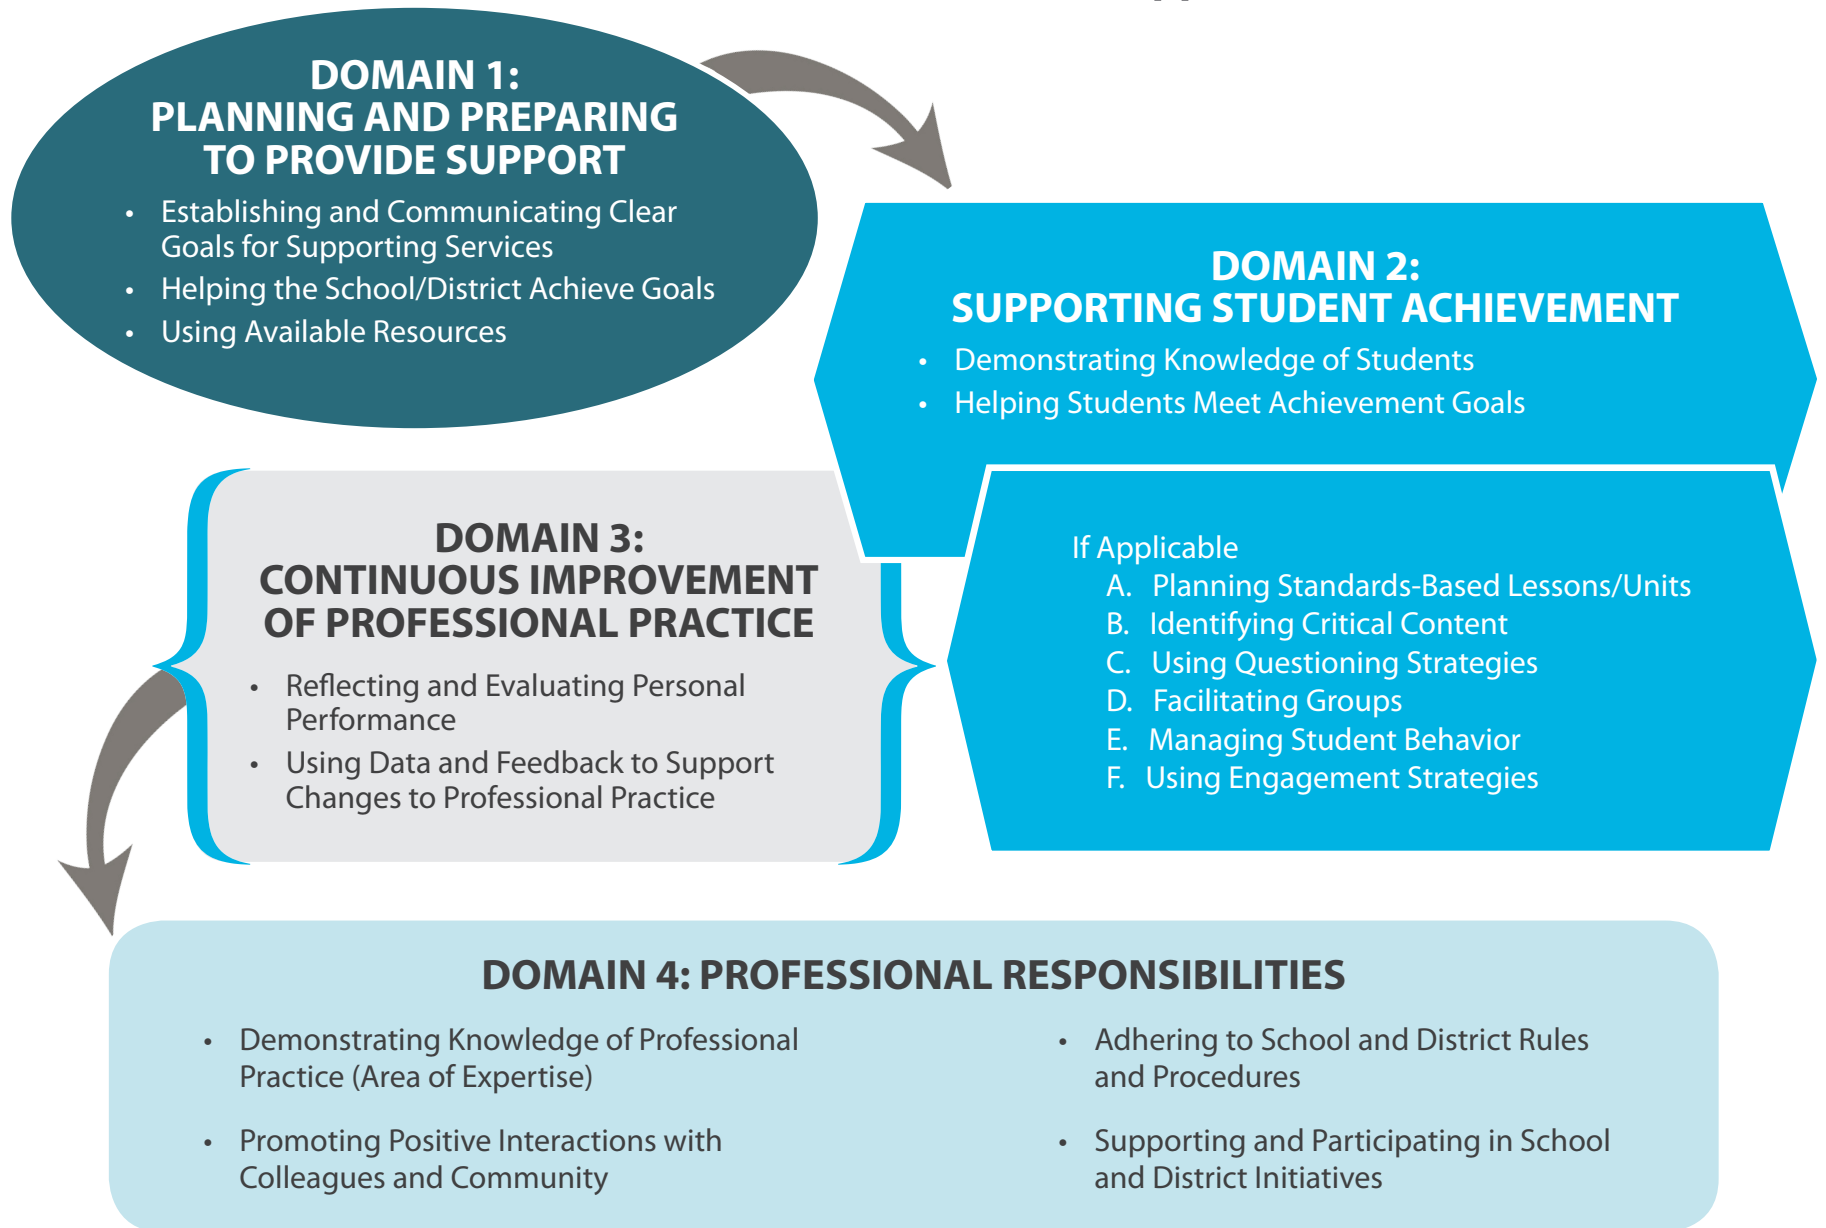 DOMAIN 1:
PLANNING AND PREPARING
TO PROVIDE SUPPORT
• Establishing and Communicating Clear
Goals for Supporting Services
• Helping the School/District Achieve Goals
• Using Available Resources
DOMAIN 2:
SUPPORTING STUDENT ACHIEVEMENT
• Demonstrating Knowledge of Students
• Helping Students Meet Achievement Goals
If Applicable
A. Planning Standards-Based Lessons/Units
B. Identifying Critical Content
C. Using Questioning Strategies
D. Facilitating Groups
E. Managing Student Behavior
F. Using Engagement Strategies
DOMAIN 3:
CONTINUOUS IMPROVEMENT
OF PROFESSIONAL PRACTICE
• Reflecting and Evaluating Personal
Performance
• Using Data and Feedback to Support
Changes to Professional Practice
DOMAIN 4: PROFESSIONAL RESPONSIBILITIES
• Demonstrating Knowledge of Professional
Practice (Area of Expertise)
• Promoting Positive Interactions with
Colleagues and Community
• Adhering to School and District Rules
and Procedures
• Supporting and Participating in School
and District Initiatives